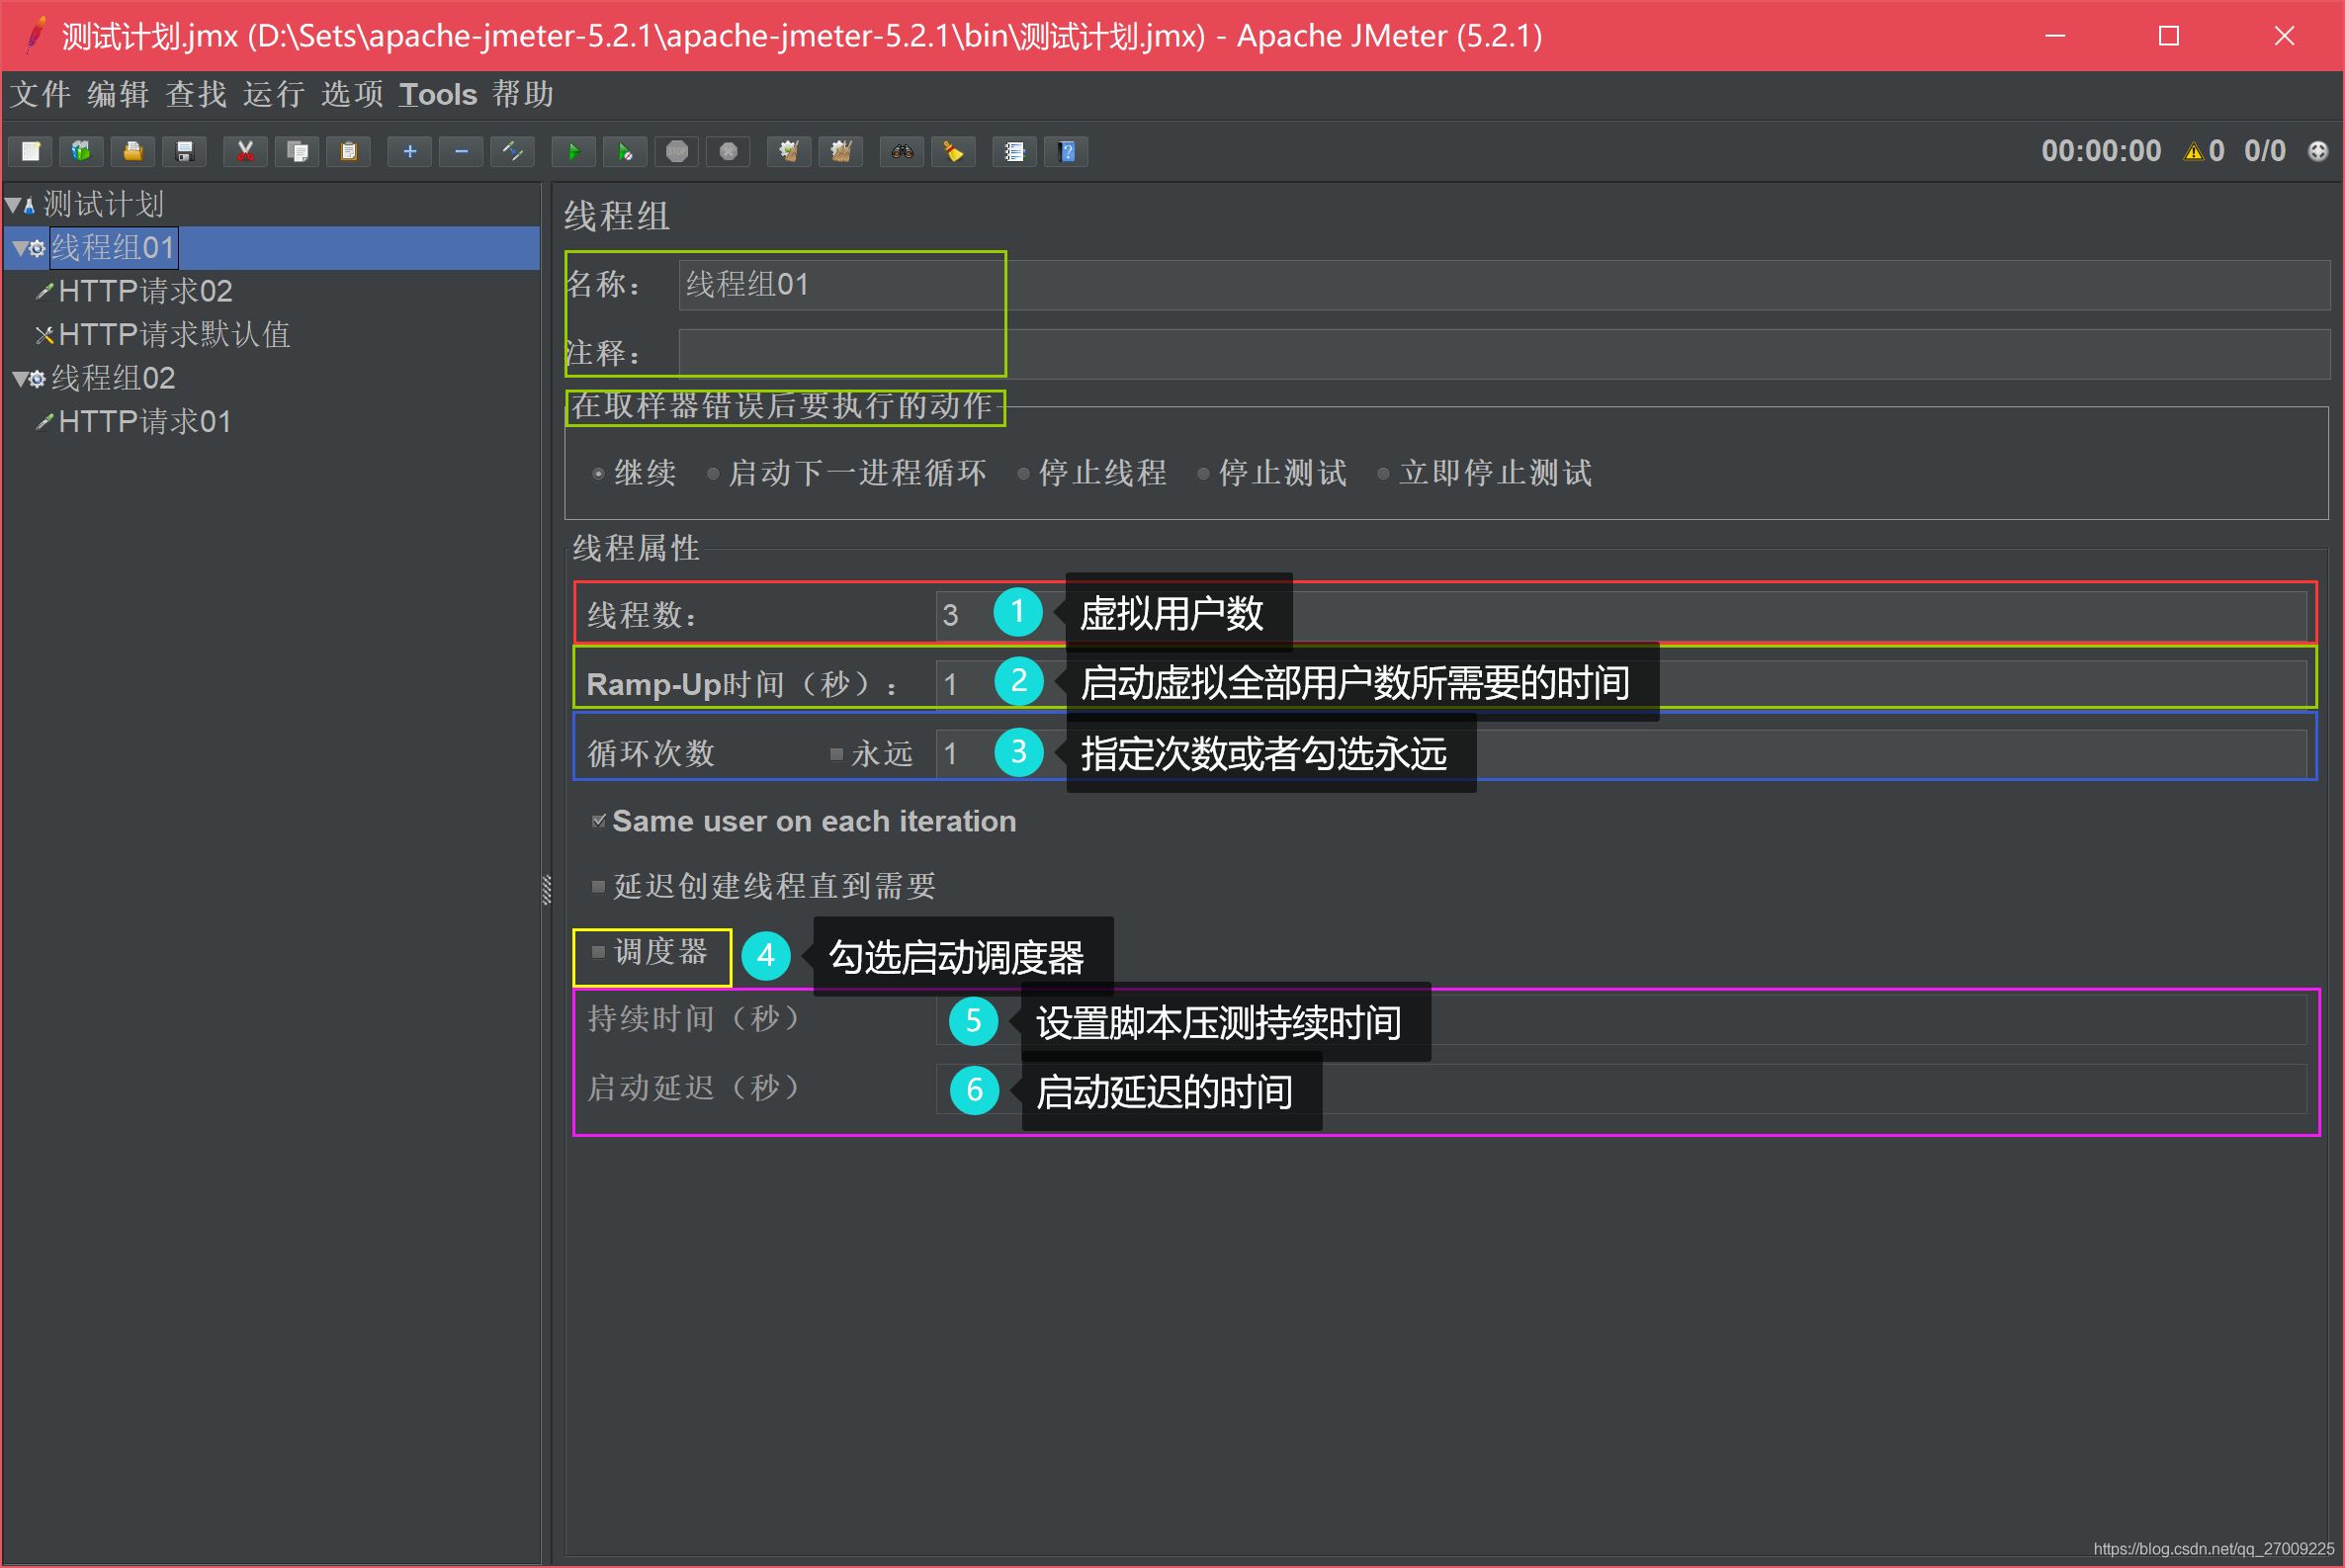 测试计划.jmx (D:\Sets\apache-jmeter-5.2.1\apache-jmeter-5.2.1\bin\测试计划.jmx) - Apache JMeter (5.2.1)
文件 编辑 查找 运行 选项 Tools 帮助
STOP
00:00:00 0 0/0
测试计划
线程组01
HTTP请求02
HTTP请求默认值
线程组02
HTTP请求01
线程组
名称： 线程组01
注释：
在取样器错误后要执行的动作
继续 启动下一进程循环 停止线程 停止测试 立即停止测试
线程属性
线程数： 3 1 虚拟用户数
Ramp-Up时间（秒）： 1 2 启动虚拟全部用户数所需要的时间
循环次数 永远 1 3 指定次数或者勾选永远
Same user on each iteration
延迟创建线程直到需要
调度器 4 勾选启动调度器
持续时间（秒） 5 设置脚本压测持续时间
启动延迟（秒） 6 启动延迟的时间
https://blog.csdn.net/qq_27009225